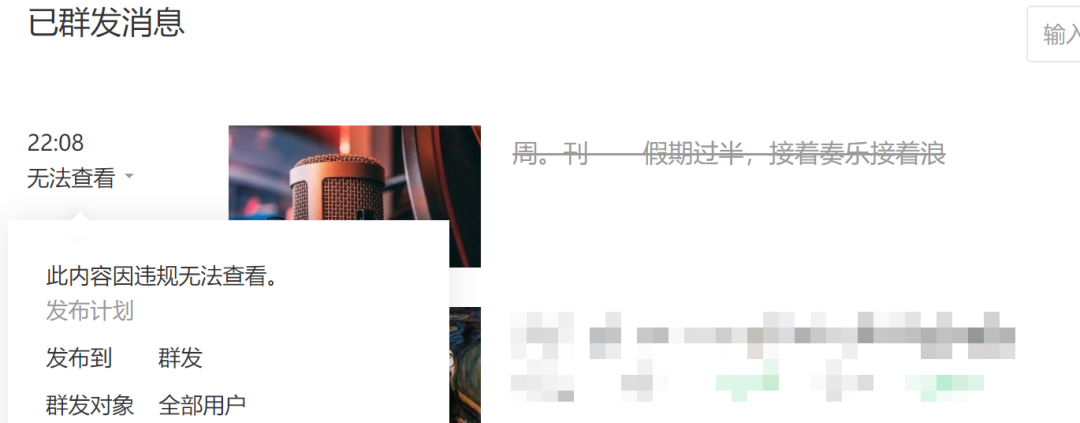 已群发消息
输入
22:08
无法查看
周。刊——假期过半，接着奏乐接着浪
此内容因违规无法查看。
发布计划
发布到 群发
群发对象 全部用户